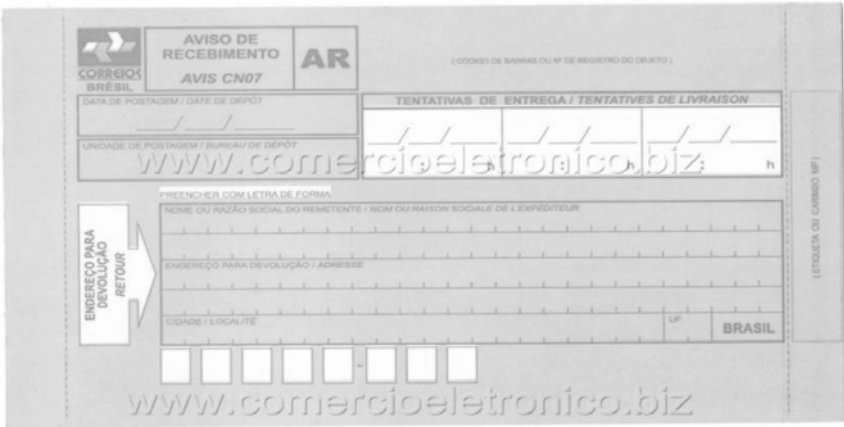 CORREIOS
BRÉSIL
AVISO DE
RECEBIMENTO
AVIS CN07
AR
( CÓDIGO DE BARRAS OU Nº DE REGISTRO DO OBJETO )
DATA DE POSTAGEM / DATE DE DEPÔT
TENTATIVAS DE ENTREGA / TENTATIVES DE LIVRAISON
UNIDADE DE POSTAGEM / BUREAU DE DÉPÔT
: h : h : h
www.comercioeletronico.biz
PREENCHER COM LETRA DE FORMA
NOME OU RAZÃO SOCIAL DO REMETENTE / NOM OU RAISON SOCIALE DE L'EXPÉDITEUR
ENDEREÇO PARA
DEVOLUÇÃO
RETOUR
ENDEREÇO PARA DEVOLUÇÃO / ADRESSE
CIDADE / LOCALITÉ
UF
BRASIL
-
( ETIQUETA OU CARIMBO MP )
www.comercioeletronico.biz